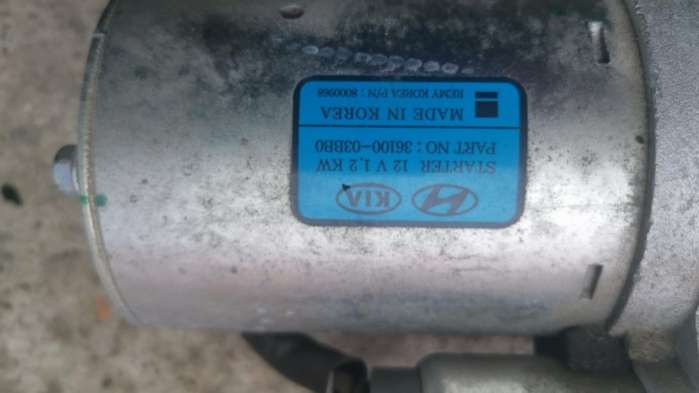 KIA
STARTER 12 V 1,2 KW
PART NO : 36100-03BB0
MADE IN KOREA
REMY KOREA P/N : 8000968